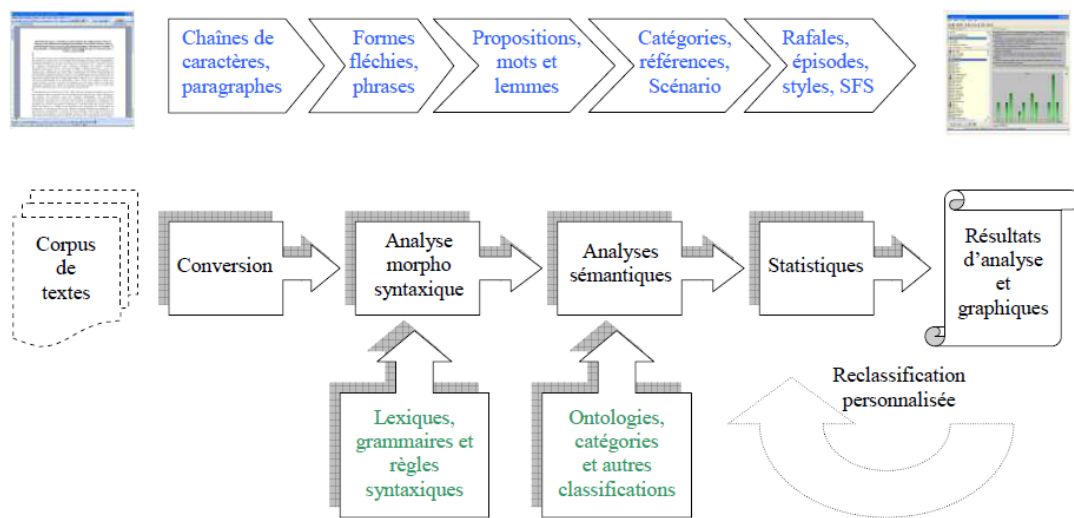 Chaînes de
caractères,
paragraphes
Formes
fléchies,
phrases
Propositions,
mots et
lemmes
Catégories,
références,
Scénario
Rafales,
épisodes,
styles, SFS
Corpus
de
textes
Conversion
Analyse
morpho
syntaxique
Analyses
sémantiques
Statistiques
Résultats
d’analyse
et
graphiques
Lexiques,
grammaires et
règles
syntaxiques
Ontologies,
catégories
et autres
classifications
Reclassification
personnalisée